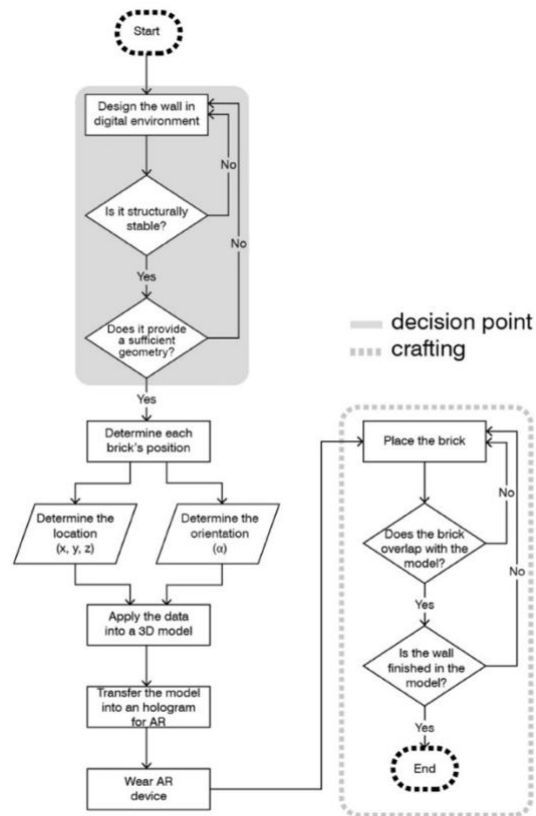 Start
Design the wall in
digital environment
No
Is it structurally
stable?
No
Yes
Does it provide
a sufficient
geometry?
Yes
Determine each
brick's position
Determine the
location
(x, y, z)
Determine the
orientation
(α)
Apply the data
into a 3D model
Transfer the model
into an hologram
for AR
Wear AR
device
decision point
crafting
Place the brick
No
Does the brick
overlap with the
model?
No
Yes
Is the wall
finished in the
model?
Yes
End